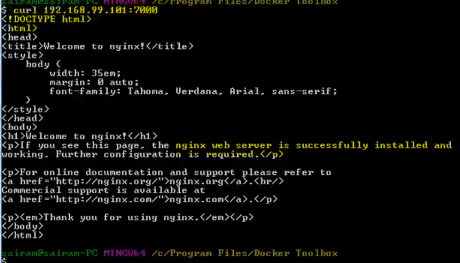 sairam@sairam-PC MINGW64 /c/Program Files/Docker Toolbox
$ curl 192.168.99.101:7000
<!DOCTYPE html>
<html>
<head>
<title>Welcome to nginx!</title>
<style>
    body {
        width: 35em;
        margin: 0 auto;
        font-family: Tahoma, Verdana, Arial, sans-serif;
    }
</style>
</head>
<body>
<h1>Welcome to nginx!</h1>
<p>If you see this page, the nginx web server is successfully installed and
working. Further configuration is required.</p>

<p>For online documentation and support please refer to
<a href="http://nginx.org/">nginx.org</a>.<br/>
Commercial support is available at
<a href="http://nginx.com/">nginx.com</a>.</p>

<p><em>Thank you for using nginx.</em></p>
</body>
</html>

sairam@sairam-PC MINGW64 /c/Program Files/Docker Toolbox
$